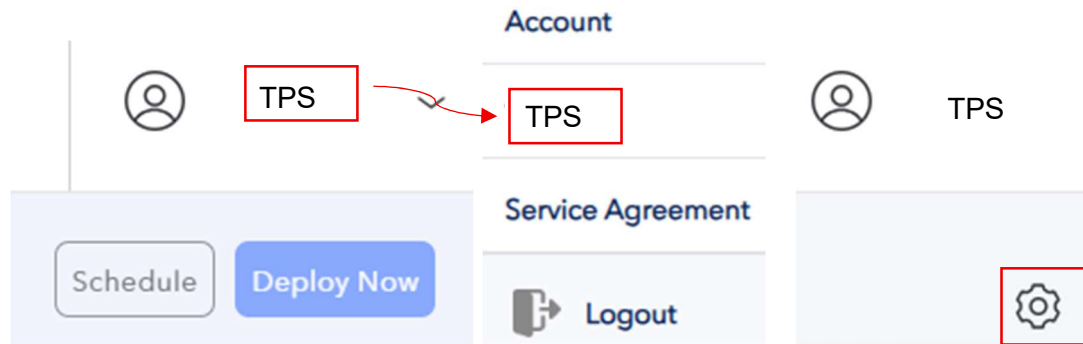 TPS
Schedule
Deploy Now
Account
TPS
Service Agreement
Logout
TPS